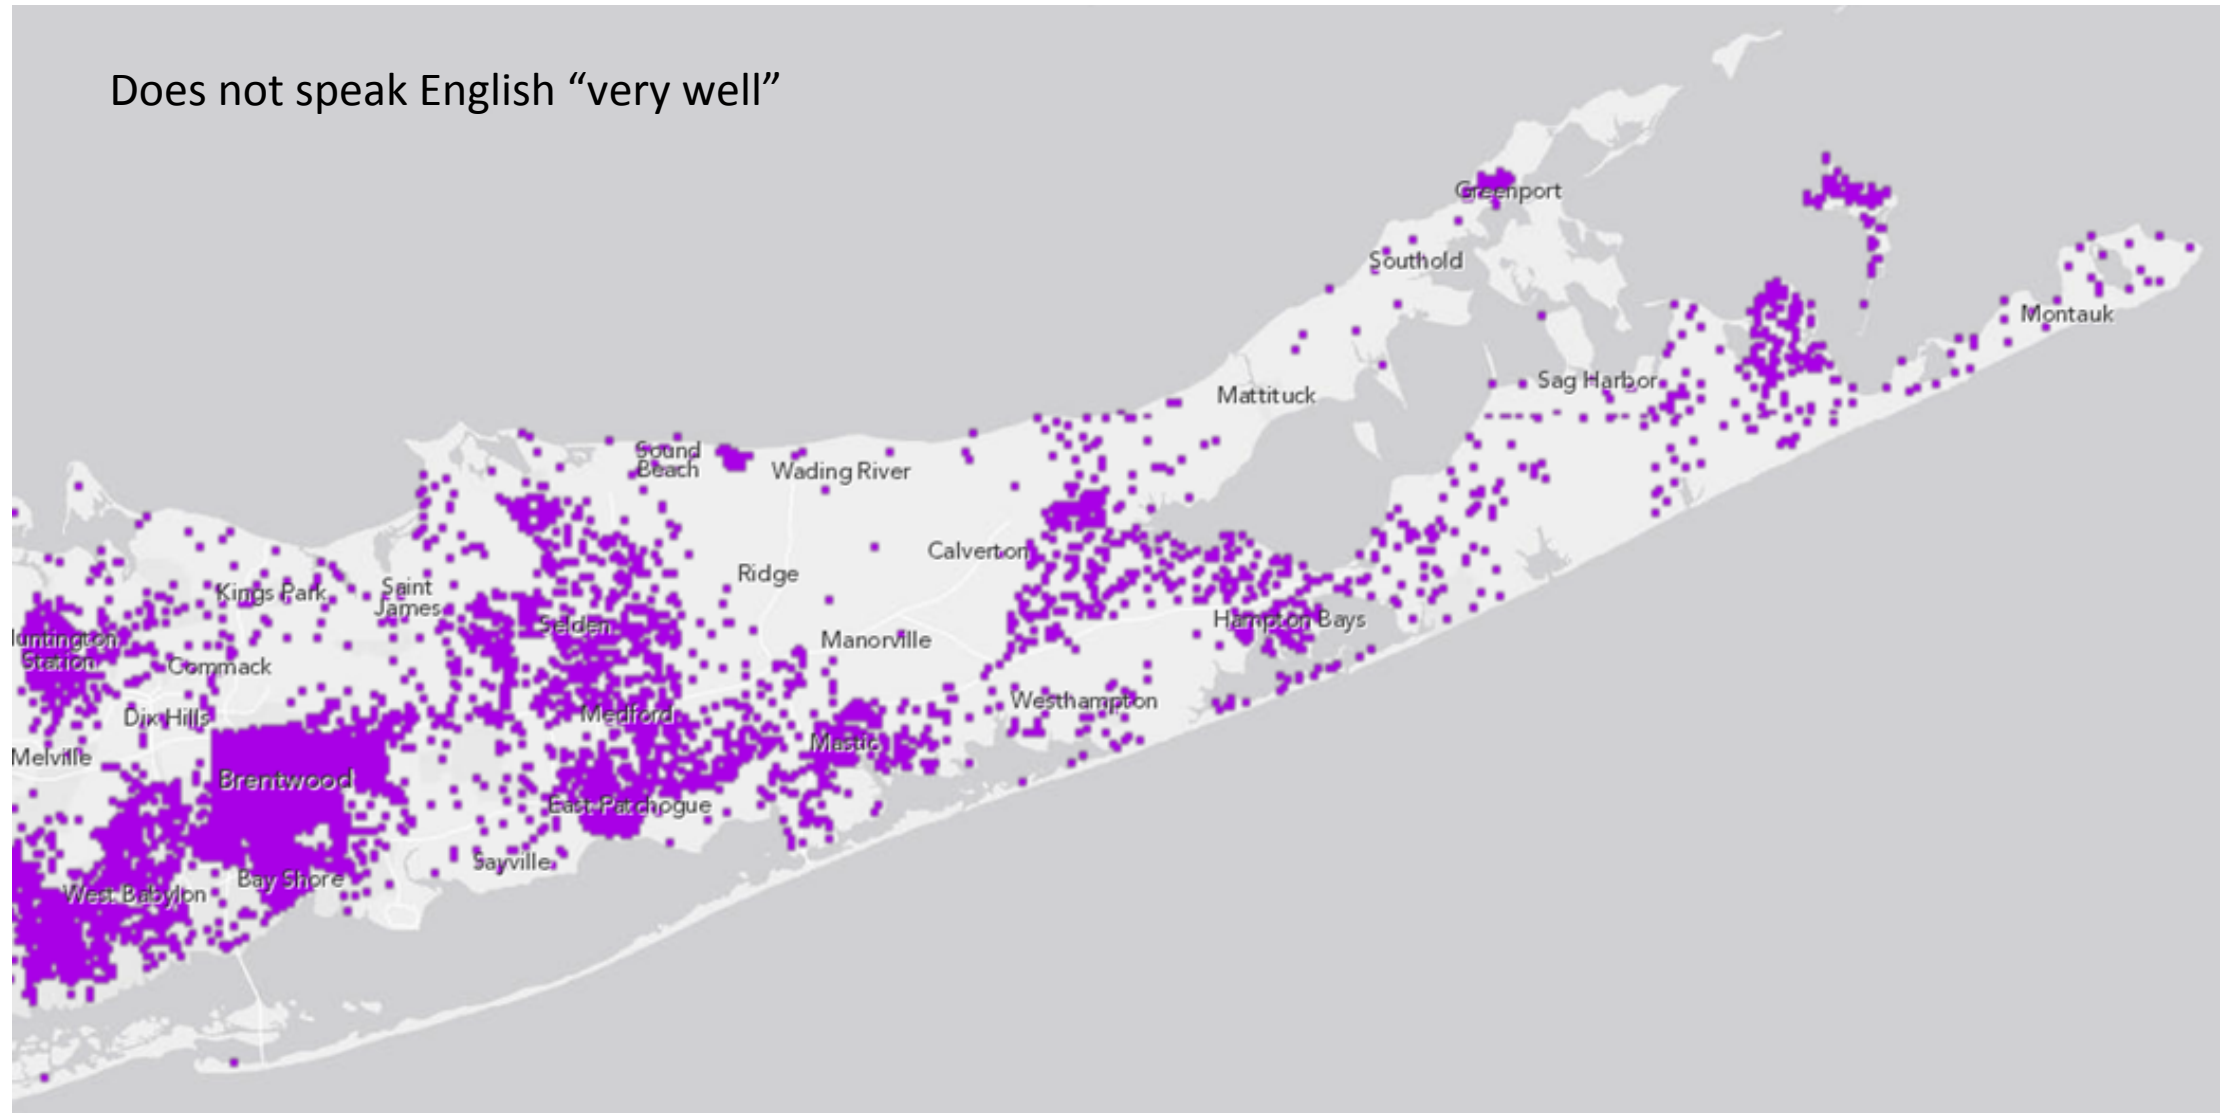 Does not speak English “very well”
Greenport
Southold
Montauk
Sag Harbor
Mattituck
Sound
Beach
Wading River
Calverton
Ridge
Saint
James
Kings Park
Hampton Bays
Selden
Manorville
Huntington
Station
Commack
Westhampton
Dix Hills
Medford
Mastic
Melville
Brentwood
East Patchogue
Sayville
Bay Shore
West Babylon